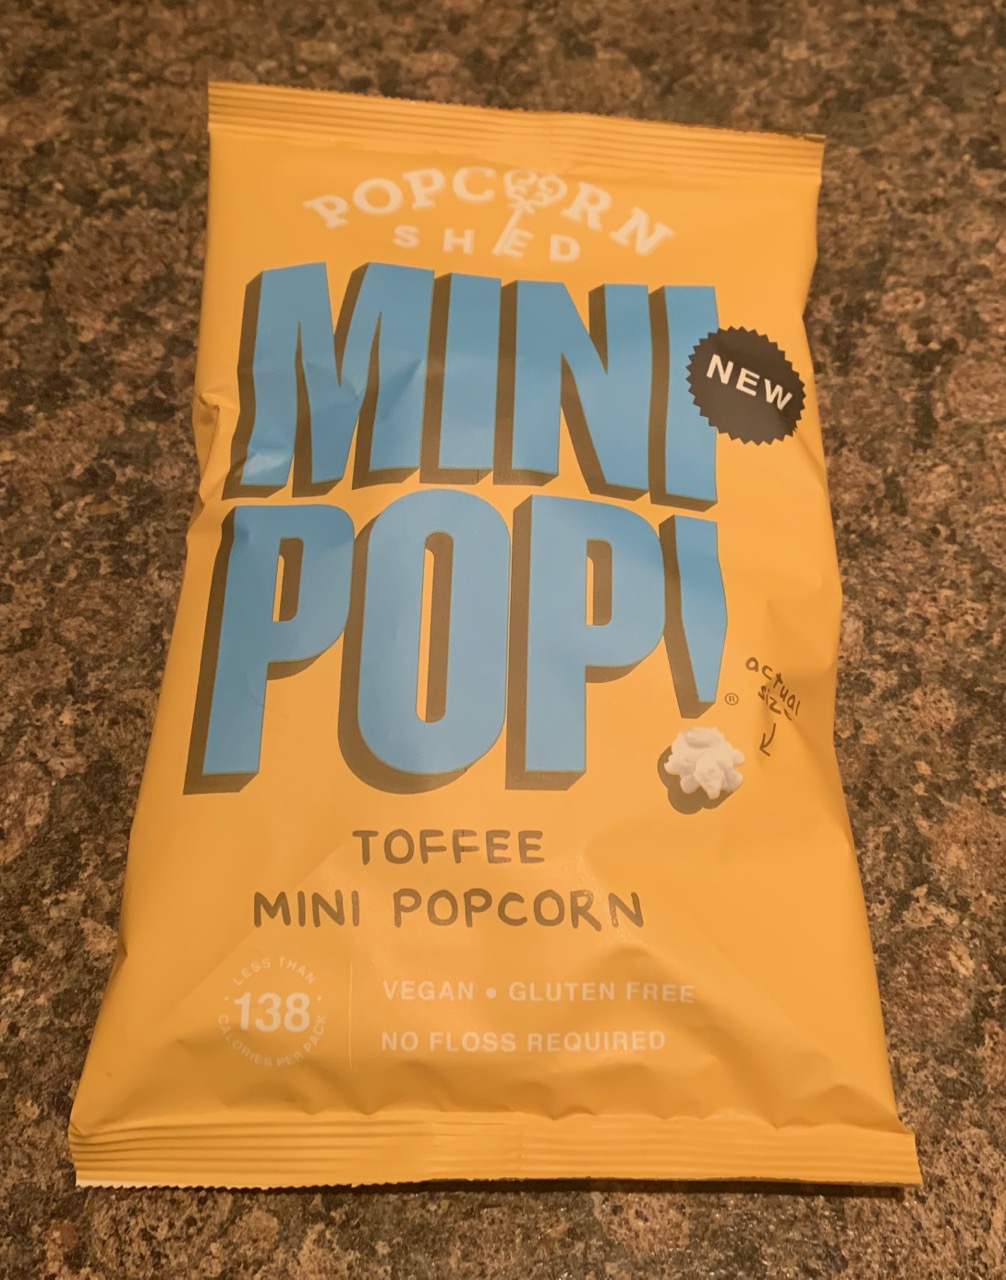 POPCORN
SHED
MINI
NEW
POP!
®
actual
size
TOFFEE
MINI POPCORN
LESS THAN
138
CALORIES PER PACK
VEGAN • GLUTEN FREE
NO FLOSS REQUIRED